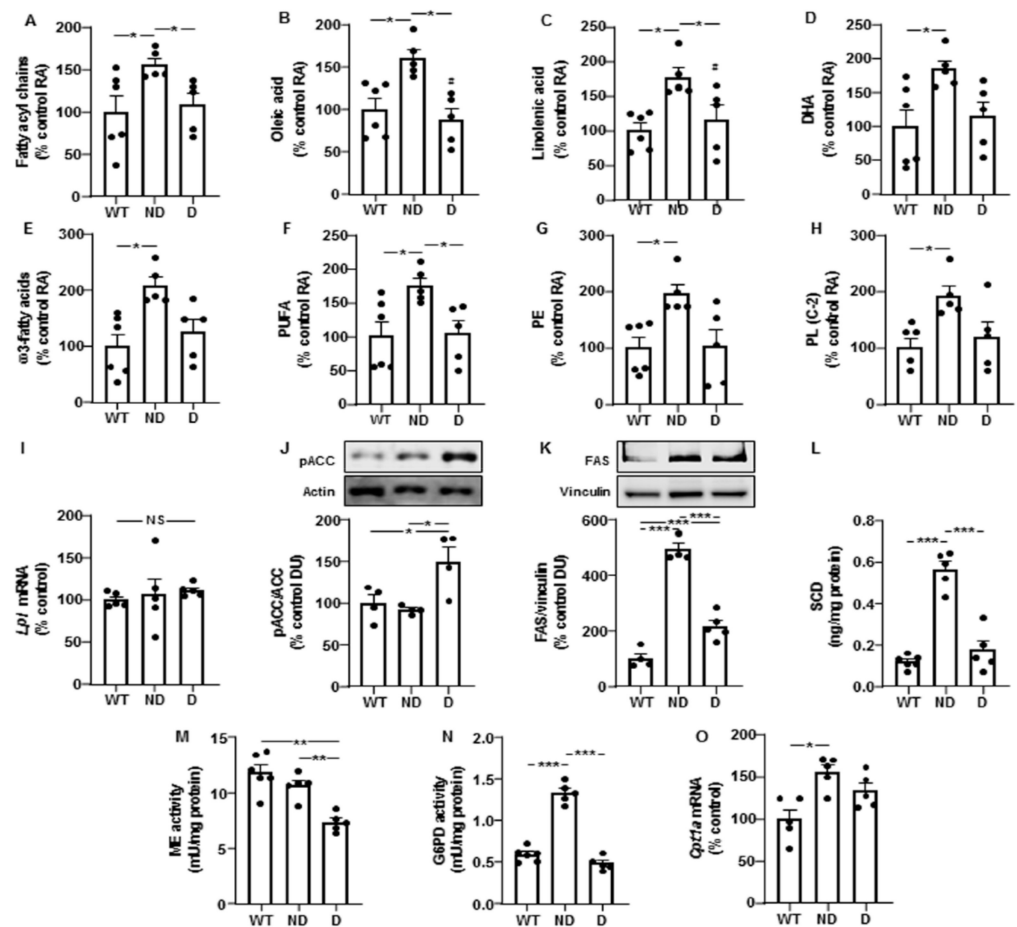 A
Fatty acyl chains
(% control RA)
200
150
100
50
0
*
*
WT ND D
B
Oleic acid
(% control RA)
200
150
100
50
0
*
*
WT ND D
C
Linolenic acid
(% control RA)
250
200
150
100
50
0
*
*
WT ND D
D
DHA
(% control RA)
250
200
150
100
50
0
*
WT ND D
E
ω3-fatty acids
(% control RA)
300
200
100
0
*
WT ND D
F
PUFA
(% control RA)
250
200
150
100
50
0
*
*
WT ND D
G
PE
(% control RA)
300
200
100
0
*
WT ND D
H
PL (C-2)
(% control RA)
300
200
100
0
*
WT ND D
I
Lpl mRNA
(% control)
200
150
100
50
0
NS
WT ND D
J
pACC
Actin
pACC/ACC
(% control DU)
200
150
100
50
0
*
*
WT ND D
K
FAS
Vinculin
FAS/vinculin
(% control DU)
600
400
200
0
***
***
***
WT ND D
L
SCD
(ng/mg protein)
0.8
0.6
0.4
0.2
0.0
***
***
WT ND D
M
ME activity
(mU/mg protein)
15
10
5
0
**
**
WT ND D
N
G6PD activity
(mU/mg protein)
2.0
1.5
1.0
0.5
0.0
***
***
WT ND D
O
Cpt1a mRNA
(% control)
200
150
100
50
0
*
WT ND D